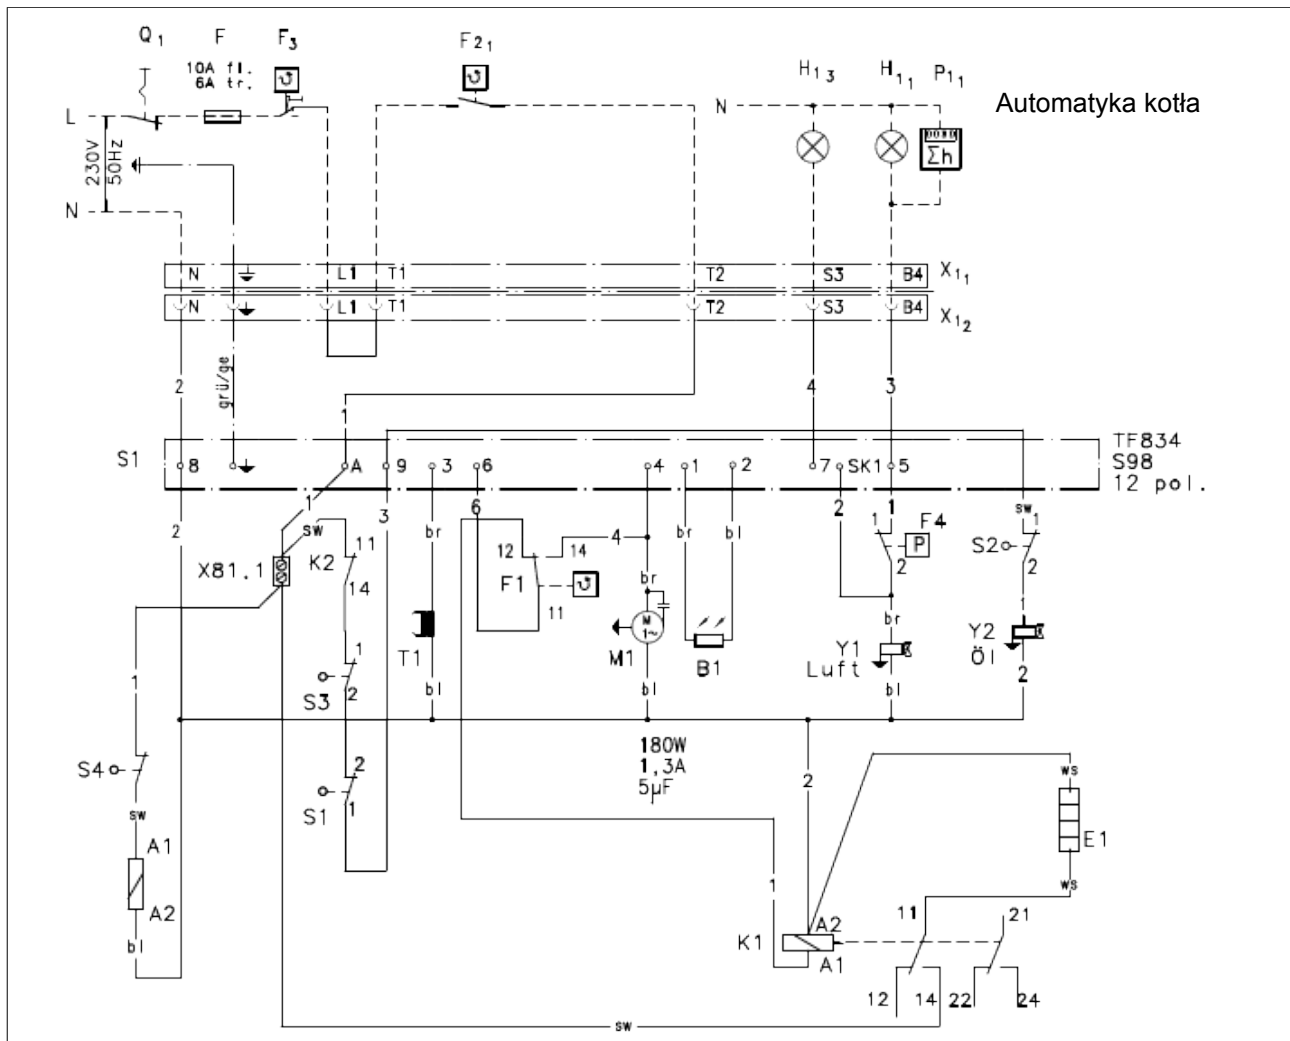 Q1 F F3 F21
10A fl.
6A tr.
H13 H11 P11
Automatyka kotła
L N
230V
50Hz
0080
Σh
N
N L1 T1 T2 S3 B4 X11
N L1 T1 T2 S3 B4 X12
2 grü/ge 1 4 3
S1 8 A 9 3 6 4 1 2 7 SK1 5
TF834
S98
12 pol.
2 1 sw 3 br 6 br bl 2 1 sw
X81.1 K2 11 14
12 14 4
F1 11
1 F4 P 2
S2 1 2
br
M
1~
T1 M1 B1
br
Y1
Luft
1
Y2
Öl
2
bl bl bl
1
S3 1 2
180W
1,3A
5µF
S4
S1 2 1
sw
2
ws
E1
ws
A1
A2
bl
1
K1 A2 A1
11 21
12 14 22 24
sw